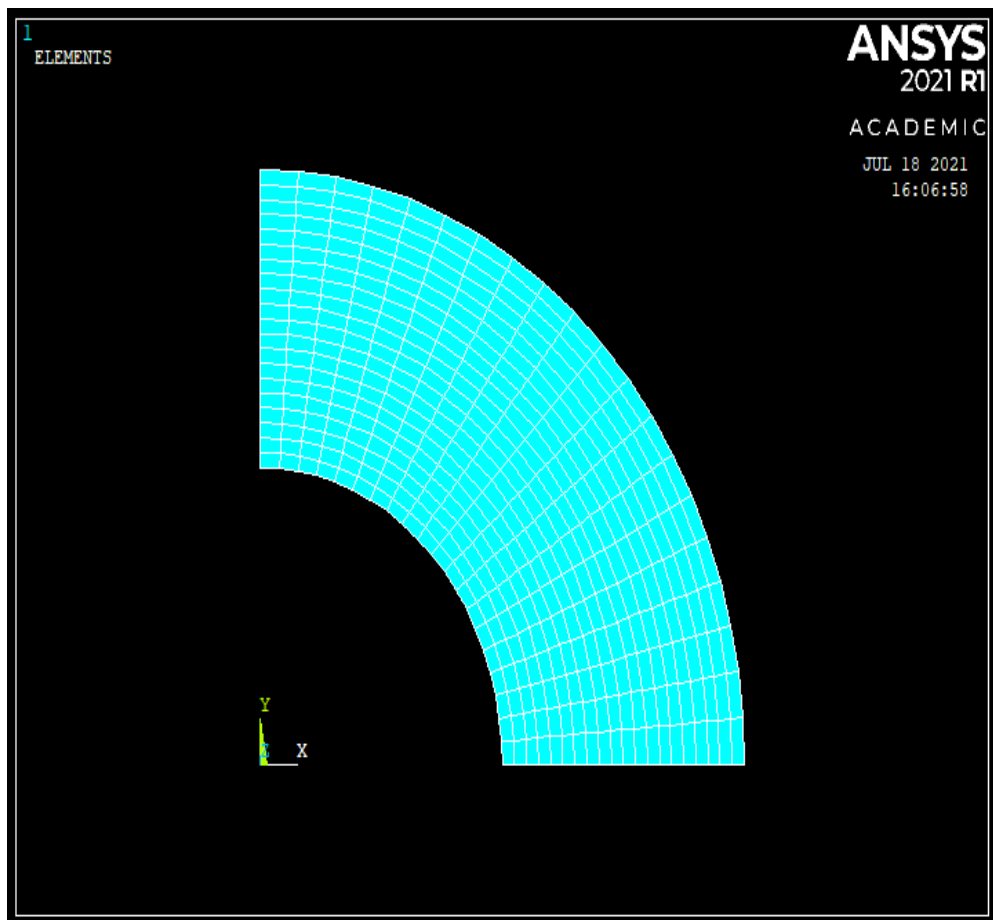 1
ELEMENTS
ANSYS
2021 R1
ACADEMIC
JUL 18 2021
16:06:58
Y
Z X